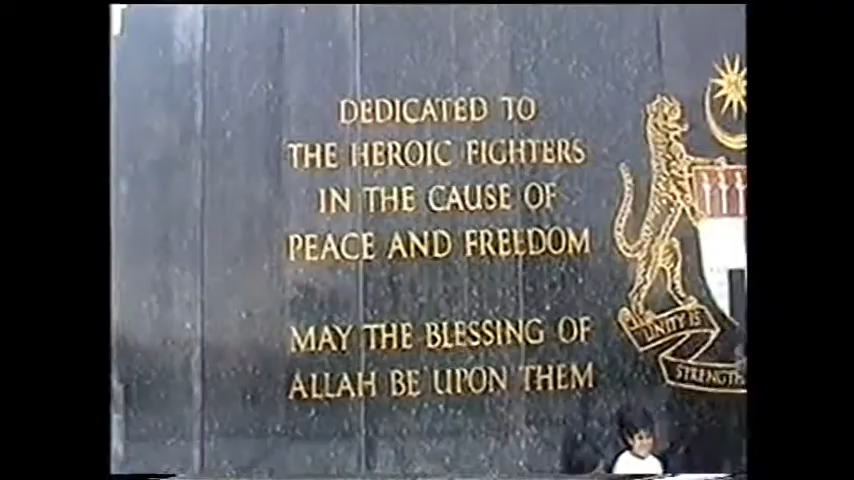 DEDICATED TO
THE HEROIC FIGHTERS
IN THE CAUSE OF
PEACE AND FREEDOM
MAY THE BLESSING OF
ALLAH BE UPON THEM
UNITY IS
STRENGTH